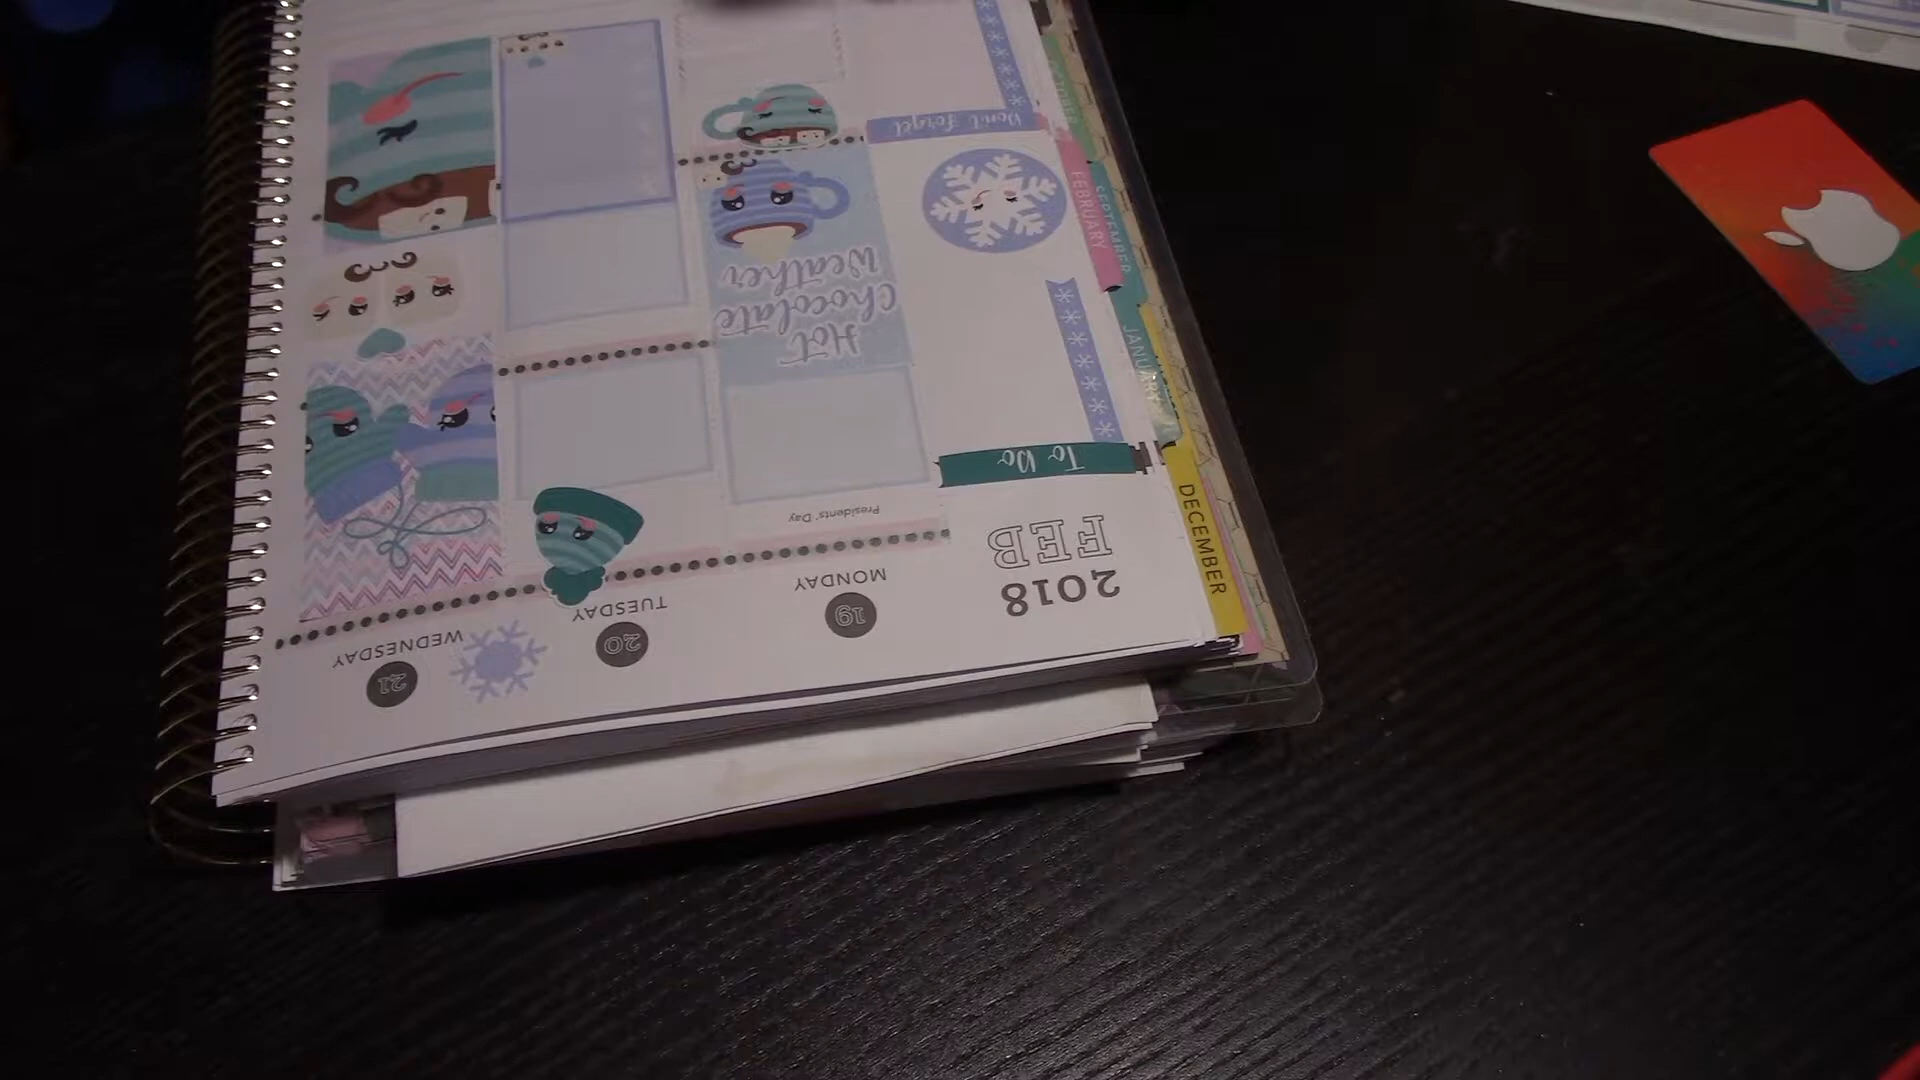 2018
FEB
19
MONDAY
20
TUESDAY
21
WEDNESDAY
Presidents' Day
To Do
Hot
Chocolate
Weather
Don't forget
DECEMBER
JANUARY
FEBRUARY
SEPTEMBER
OCTOBER